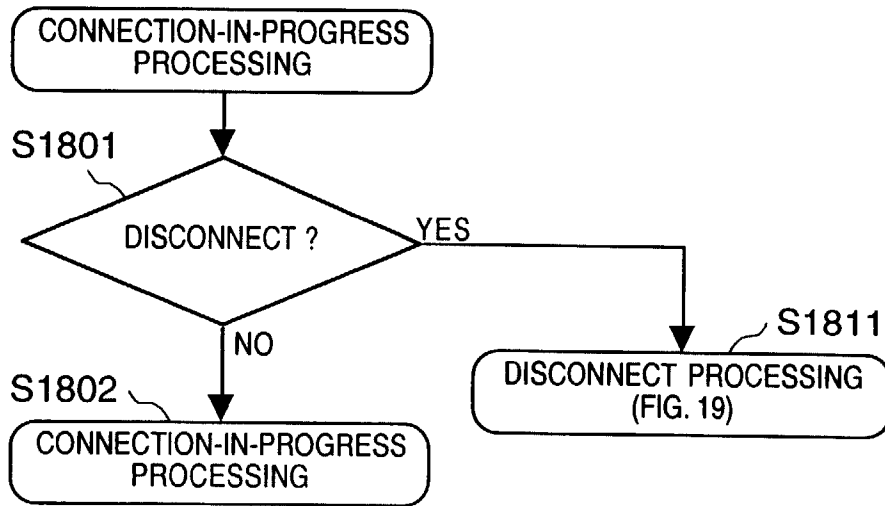 CONNECTION-IN-PROGRESS
PROCESSING
S1801
DISCONNECT ?
YES
NO
S1811
DISCONNECT PROCESSING
(FIG. 19)
S1802
CONNECTION-IN-PROGRESS
PROCESSING